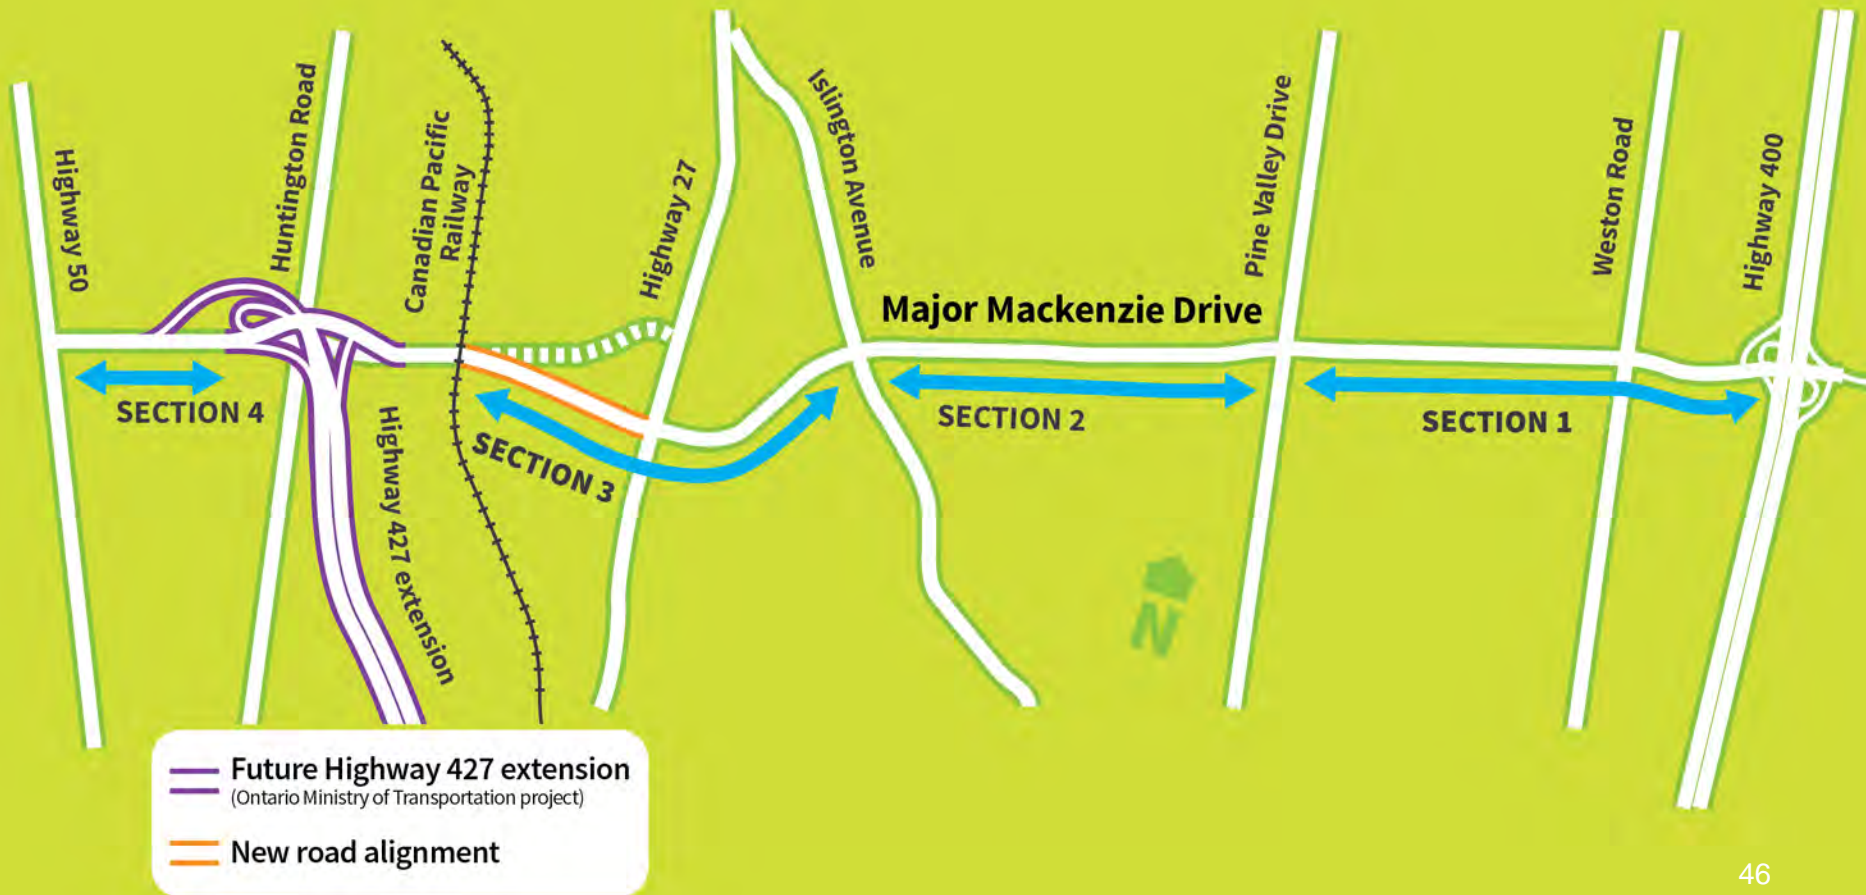 Highway 50
Huntington Road
Canadian Pacific
Railway
Highway 27
Islington Avenue
Major Mackenzie Drive
Pine Valley Drive
Weston Road
Highway 400
SECTION 4
SECTION 3
SECTION 2
SECTION 1
Highway 427 extension
N
Future Highway 427 extension
(Ontario Ministry of Transportation project)
New road alignment
46